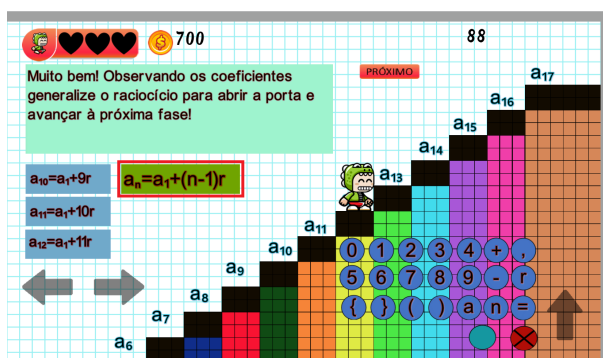 700
88
Muito bem! Observando os coeficientes
generalize o raciocício para abrir a porta e
avançar à próxima fase!
PRÓXIMO
a₁₀=a₁+9r
a₁₁=a₁+10r
a₁₂=a₁+11r
aₙ=a₁+(n-1)r
a₁₇
a₁₆
a₁₅
a₁₄
a₁₃
a₁₁
a₁₀
a₉
a₈
a₇
a₆
0 1 2 3 4 + ,
5 6 7 8 9 - r
{ } ( ) a n =
X